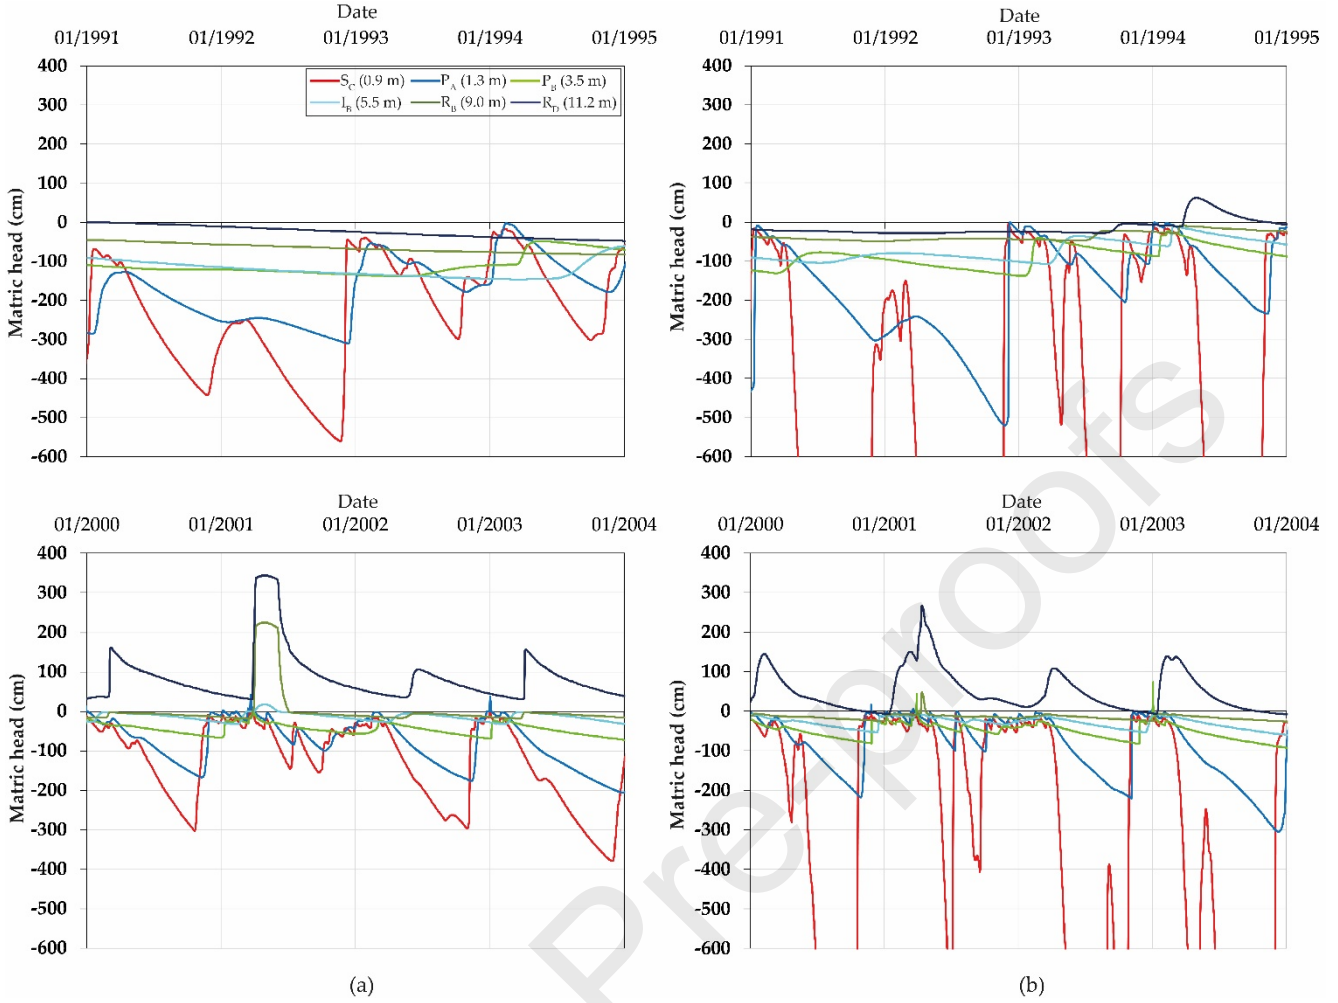 Date Date
01/1991 01/1992 01/1993 01/1994 01/1995 01/1991 01/1992 01/1993 01/1994 01/1995
400 400
S_C (0.9 m) P_A (1.3 m) P_B (3.5 m)
300 300
I_B (5.5 m) R_B (9.0 m) R_D (11.2 m)
200 200
100 100
0 0
-100 -100
-200 -200
-300 -300
-400 -400
-500 -500
-600 -600
Matric head (cm) Matric head (cm)
Date Date
01/2000 01/2001 01/2002 01/2003 01/2004 01/2000 01/2001 01/2002 01/2003 01/2004
400 400
300 300
200 200
100 100
0 0
-100 -100
-200 -200
-300 -300
-400 -400
-500 -500
-600 -600
Matric head (cm) Matric head (cm)
(a) (b)
Pre-proofs